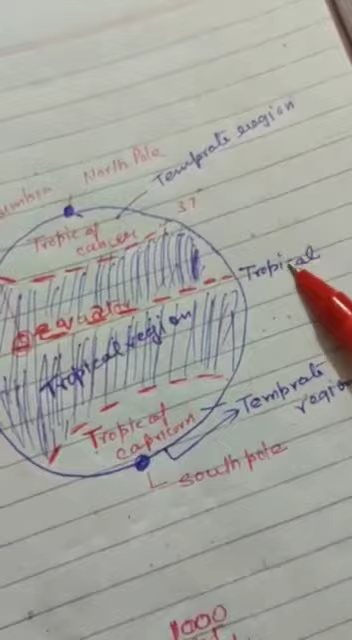 North Pole
Temprate region
37
Tropic of
cancer
Tropical
equator
Tropical region
Tropic of
capricorn
Temprate
region
south pole
1000